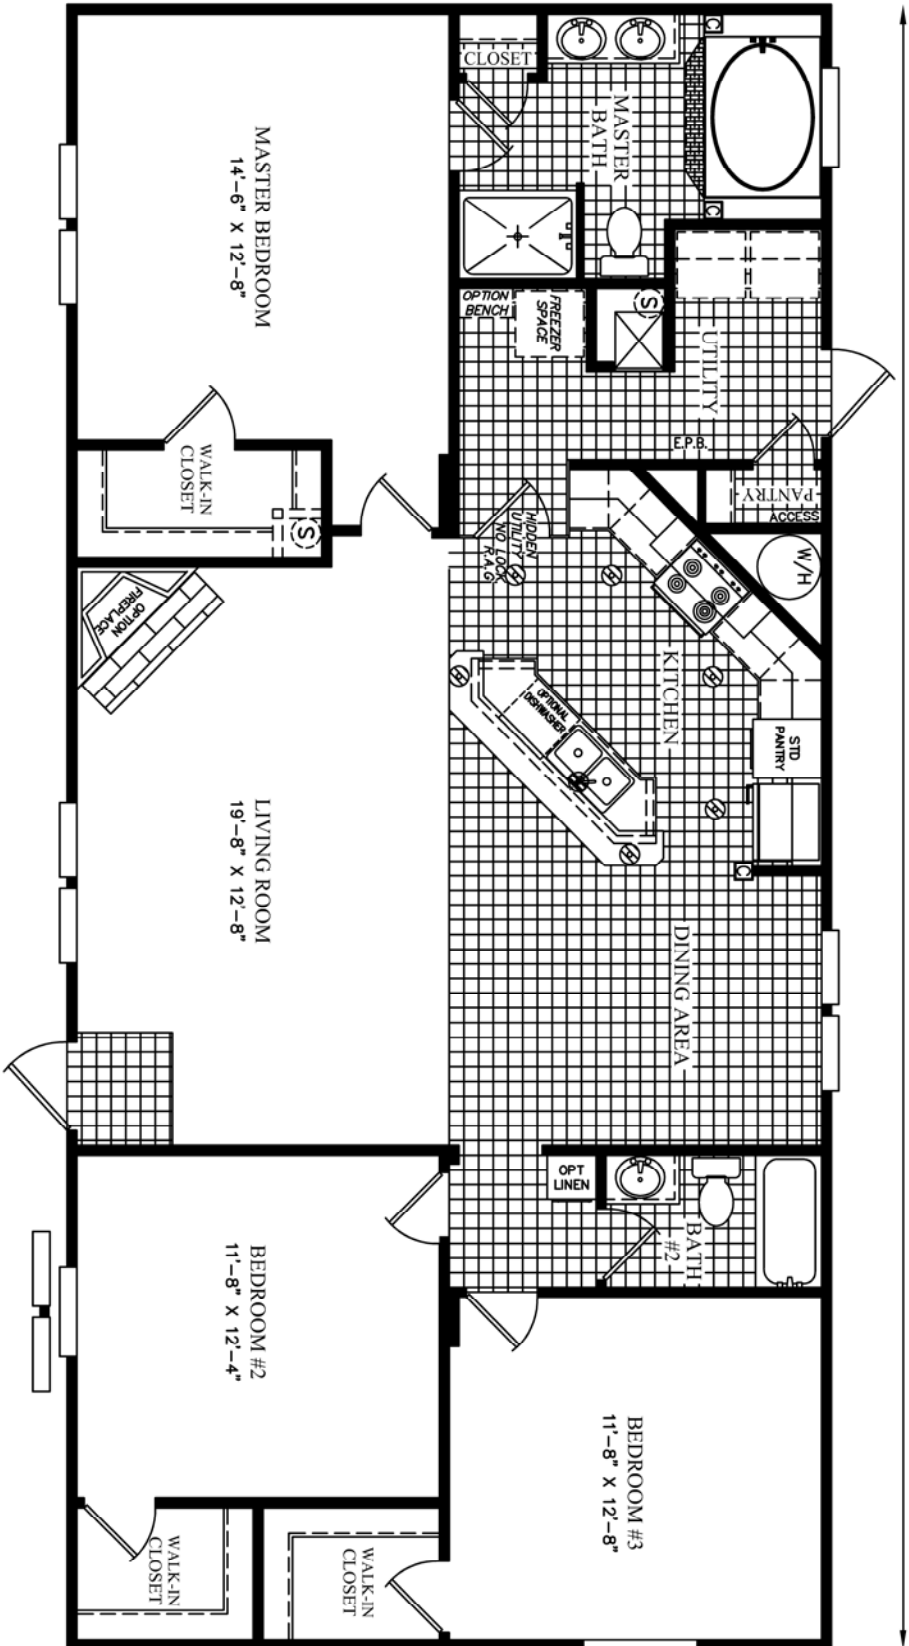 CLOSET
C
MASTER
BATH
C
MASTER BEDROOM
14'-6" X 12'-8"
OPTION
BENCH
FREEZER
SPACE
S
UTILITY
E.P.B.
WALK-IN
CLOSET
S
PANTRY
ACCESS
HIDDEN
UTILITY
NO LOCK
R.A.G.
W/H
OPTION
FIREPLACE
KITCHEN
OPTIONAL
DISHWASHER
STD
PANTRY
LIVING ROOM
19'-8" X 12'-8"
C
DINING AREA
OPT
LINEN
BATH
#2
BEDROOM #2
11'-8" X 12'-4"
BEDROOM #3
11'-8" X 12'-8"
WALK-IN
CLOSET
WALK-IN
CLOSET